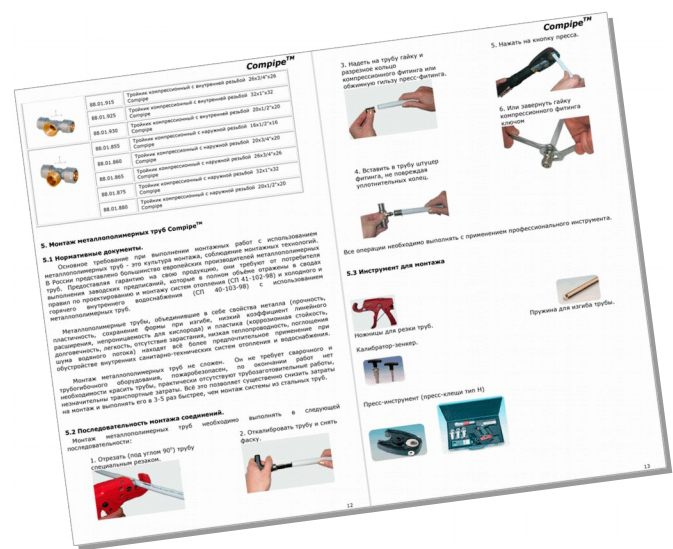 Compipe™
88.01.915 Тройник компрессионный с внутренней резьбой 26х3/4"х26
Compipe
88.01.925 Тройник компрессионный с внутренней резьбой 32х1"х32
Compipe
88.01.930 Тройник компрессионный с внутренней резьбой 20х1/2"х20
Compipe
88.01.855 Тройник компрессионный с наружной резьбой 16х1/2"х16
Compipe
88.01.860 Тройник компрессионный с наружной резьбой 20х3/4"х20
Compipe
88.01.865 Тройник компрессионный с наружной резьбой 26х3/4"х26
Compipe
88.01.875 Тройник компрессионный с наружной резьбой 32х1"х32
Compipe
88.01.880 Тройник компрессионный с наружной резьбой 20х1/2"х20
Compipe
5. Монтаж металлополимерных труб Compipe™
5.1 Нормативные документы.
Основное требование при выполнении монтажных работ с использованием
металлополимерных труб - это культура монтажа, соблюдение монтажных технологий.
В России представлено большинство европейских производителей металлополимерных
труб. Предоставляя гарантию на свою продукцию, они требуют от потребителя
выполнения заводских предписаний, которые в полном объёме отражены в сводах
правил по проектированию и монтажу систем отопления (СП 41-102-98) и холодного и
горячего внутреннего водоснабжения (СП 40-103-98) с использованием
металлополимерных труб.
Металлополимерные трубы, объединившие в себе свойства металла (прочность,
пластичность, сохранение формы при изгибе, низкий коэффициент линейного
расширения, непроницаемость для кислорода) и пластика (коррозионная стойкость,
долговечность, легкость, отсутствие зарастания, низкая теплопроводность, поглощения
шума водяного потока) находят всё более предпочтительное применение при
обустройстве внутренних санитарно-технических систем отопления и водоснабжения.
Монтаж металлополимерных труб не сложен. Он не требует сварочного и
трубогибочного оборудования, пожаробезопасен, по окончании работ нет
необходимости красить трубы, практически отсутствуют трубозаготовительные работы,
незначительны транспортные затраты. Всё это позволяет существенно снизить затраты
на монтаж и выполнять его в 3-5 раз быстрее, чем монтаж системы из стальных труб.
5.2 Последовательность монтажа соединений.
Монтаж металлополимерных труб необходимо выполнять в следующей
последовательности:
1. Отрезать (под углом 90°) трубу
специальным резаком.
2. Откалибровать трубу и снять
фаску.
12
Compipe™
3. Надеть на трубу гайку и
разрезное кольцо
компрессионного фитинга или
обжимную гильзу пресс-фитинга.
4. Вставить в трубу штуцер
фитинга, не повреждая
уплотнительных колец.
5. Нажать на кнопку пресса.
6. Или завернуть гайку
компрессионного фитинга
ключом
Все операции необходимо выполнять с применением профессионального инструмента.
5.3 Инструмент для монтажа
Ножницы для резки труб.
Пружина для изгиба трубы.
Калибратор-зенкер.
Пресс-инструмент (пресс-клещи тип Н)
13